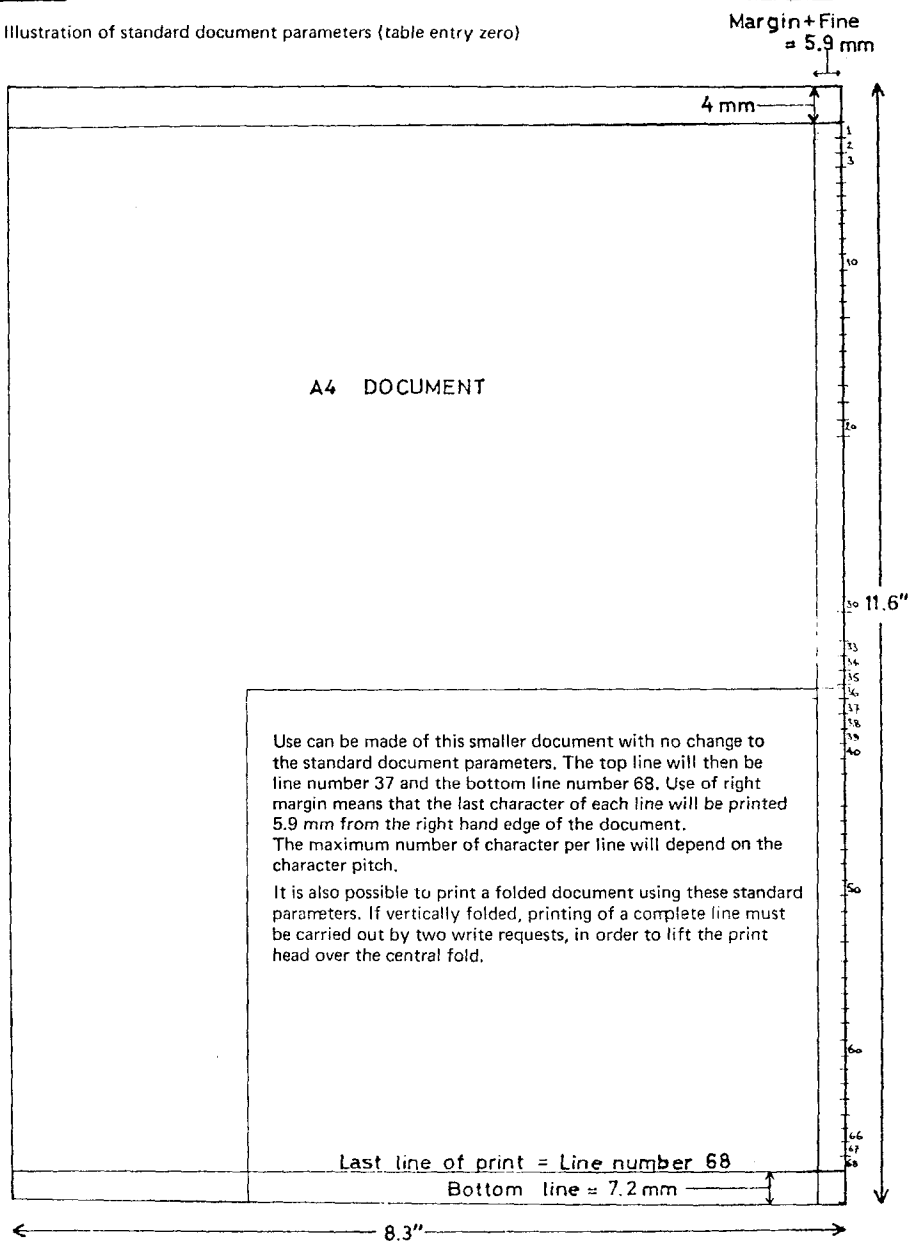 Illustration of standard document parameters (table entry zero)
Margin+Fine
= 5.9 mm
4 mm
1
2
3
10
A4 DOCUMENT
20
30
11.6"
33
34
35
36
37
38
39
40
Use can be made of this smaller document with no change to
the standard document parameters. The top line will then be
line number 37 and the bottom line number 68. Use of right
margin means that the last character of each line will be printed
5.9 mm from the right hand edge of the document.
The maximum number of character per line will depend on the
character pitch.
It is also possible to print a folded document using these standard
parameters. If vertically folded, printing of a complete line must
be carried out by two write requests, in order to lift the print
head over the central fold.
50
60
66
67
68
Last line of print = Line number 68
Bottom line = 7.2 mm
8.3"